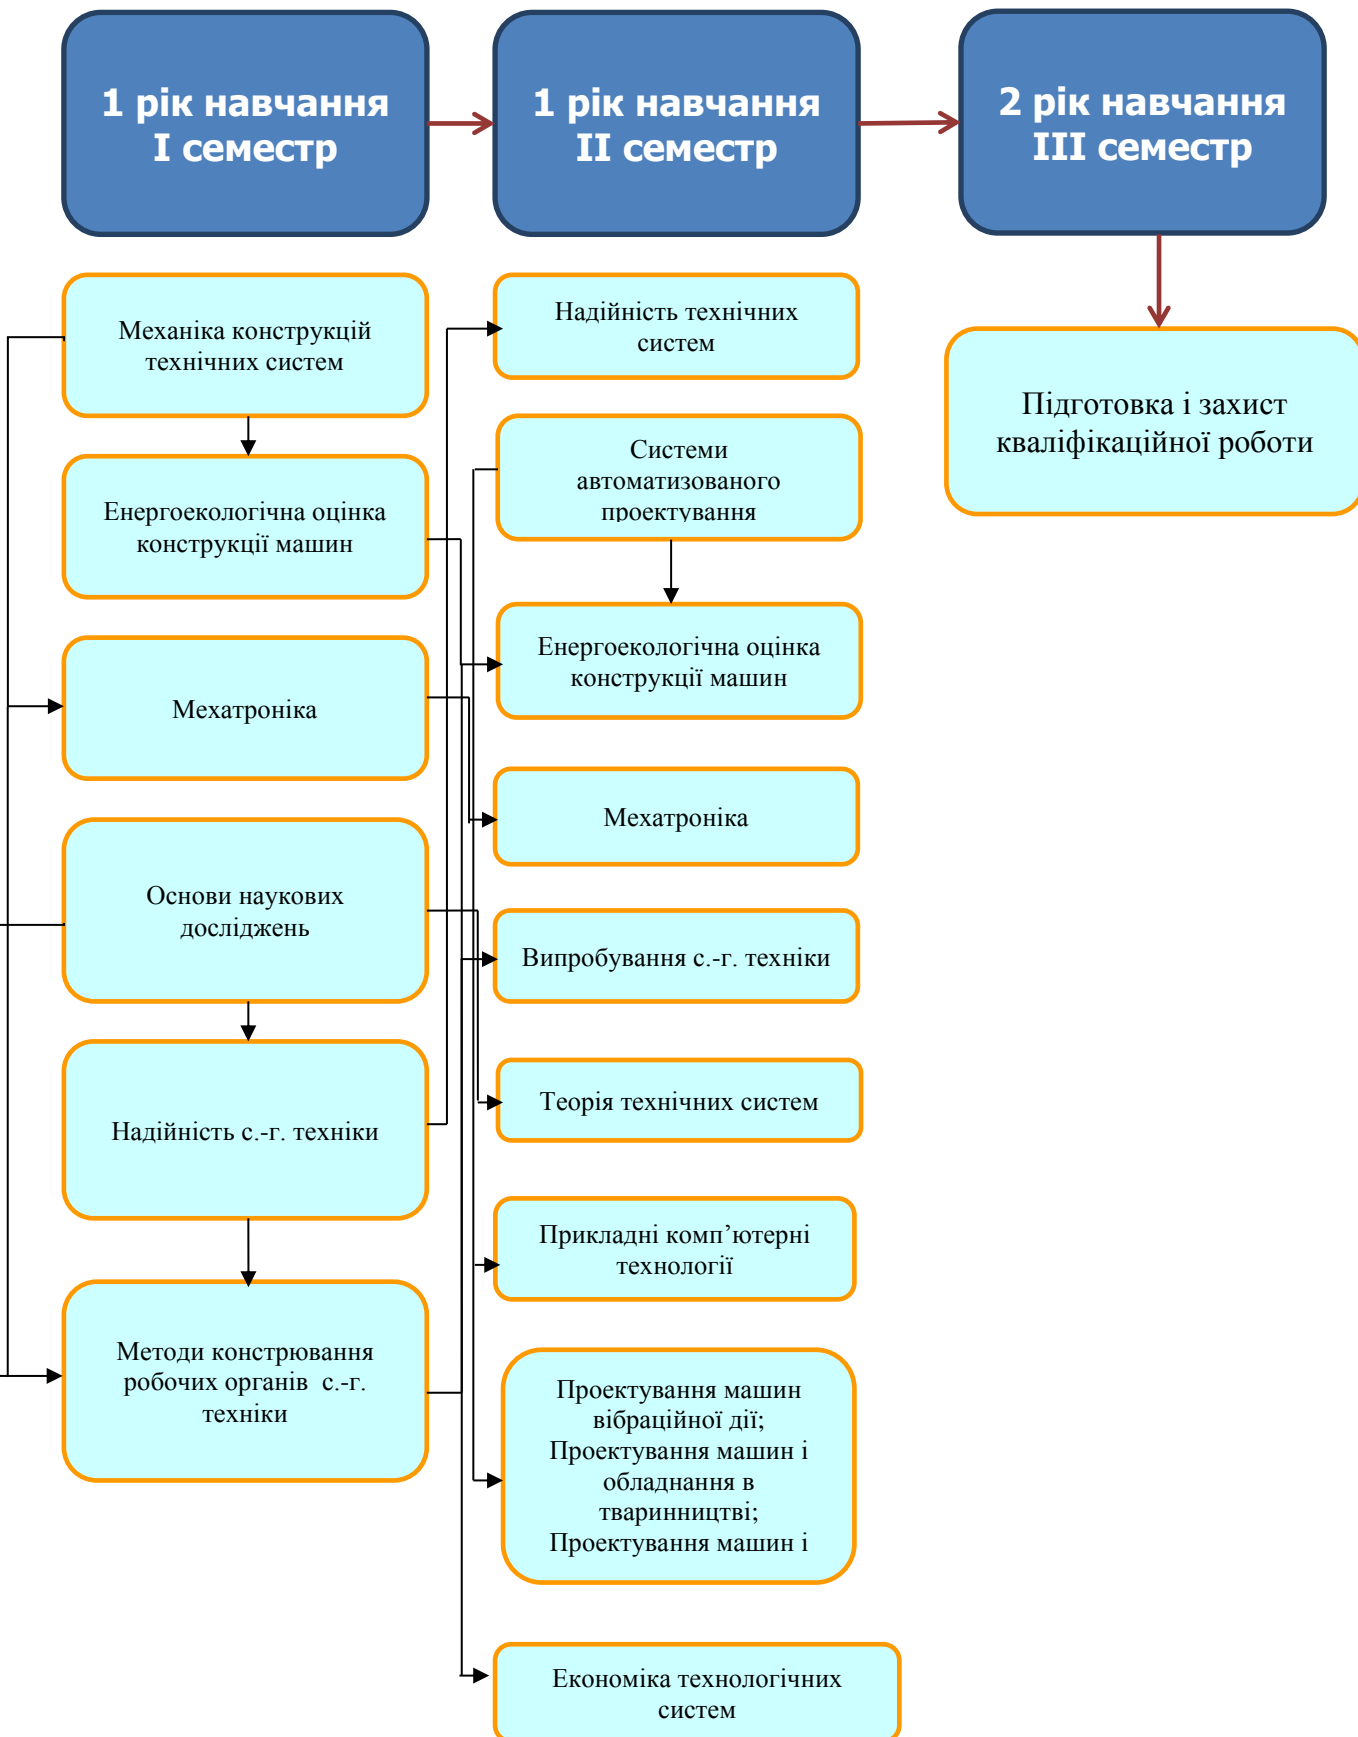 1 рік навчання
I семестр
1 рік навчання
II семестр
2 рік навчання
III семестр
Механіка конструкцій
технічних систем
Енергоекологічна оцінка
конструкції машин
Мехатроніка
Основи наукових
досліджень
Надійність с.-г. техніки
Методи констрювання
робочих органів с.-г.
техніки
Надійність технічних
систем
Системи
автоматизованого
проектування
Енергоекологічна оцінка
конструкції машин
Мехатроніка
Випробування с.-г. техніки
Теорія технічних систем
Прикладні комп’ютерні
технології
Проектування машин
вібраційної дії;
Проектування машин і
обладнання в
тваринництві;
Проектування машин і
Економіка технологічних
систем
Підготовка і захист
кваліфікаційної роботи